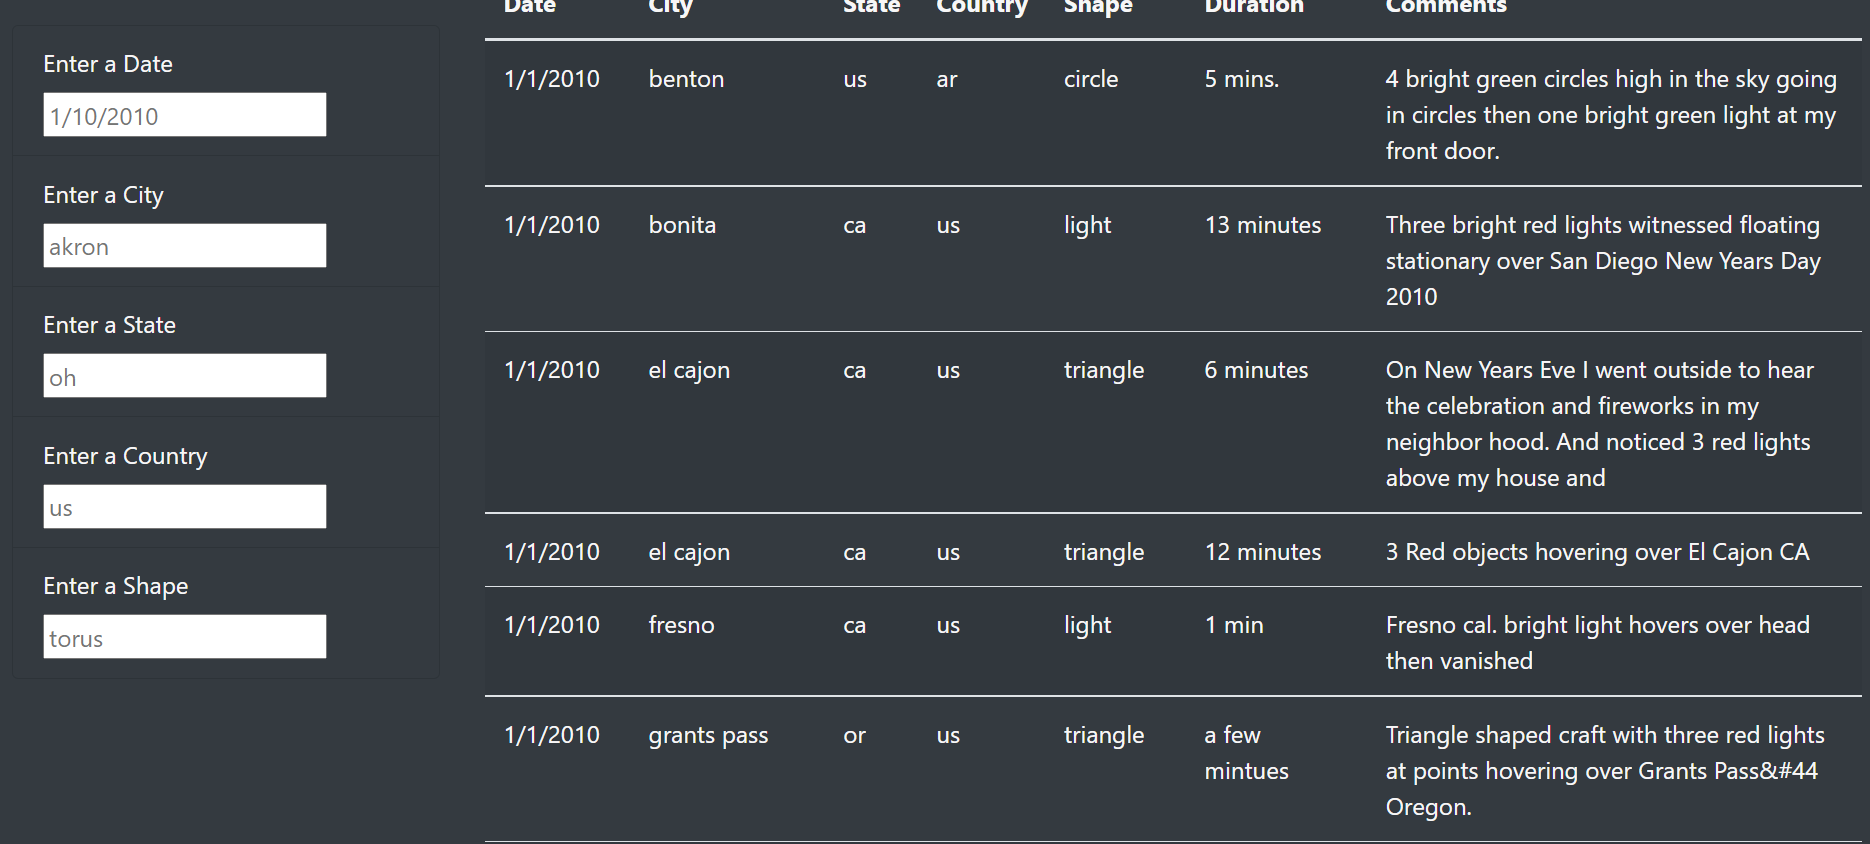 Date City State Country Shape Duration Comments
Enter a Date
1/10/2010
Enter a City
akron
Enter a State
oh
Enter a Country
us
Enter a Shape
torus
1/1/2010 benton us ar circle 5 mins. 4 bright green circles high in the sky going
in circles then one bright green light at my
front door.
1/1/2010 bonita ca us light 13 minutes Three bright red lights witnessed floating
stationary over San Diego New Years Day
2010
1/1/2010 el cajon ca us triangle 6 minutes On New Years Eve I went outside to hear
the celebration and fireworks in my
neighbor hood. And noticed 3 red lights
above my house and
1/1/2010 el cajon ca us triangle 12 minutes 3 Red objects hovering over El Cajon CA
1/1/2010 fresno ca us light 1 min Fresno cal. bright light hovers over head
then vanished
1/1/2010 grants pass or us triangle a few Triangle shaped craft with three red lights
mintues at points hovering over Grants Pass&#44
Oregon.